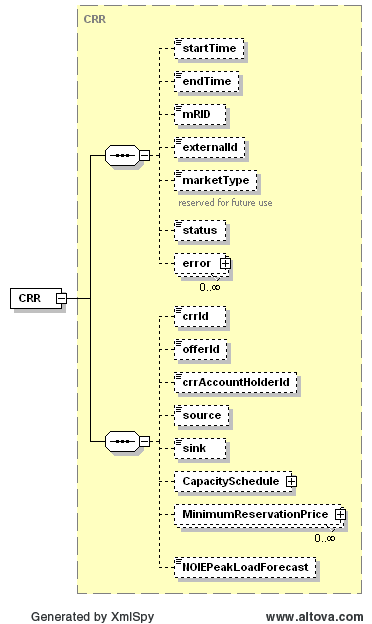 CRR
startTime
endTime
mRID
externalId
marketType
reserved for future use
status
error
0..∞
CRR
crrId
offerId
crrAccountHolderId
source
sink
CapacitySchedule
MinimumReservationPrice
0..∞
NOIEPeakLoadForecast
Generated by XmlSpy
www.altova.com